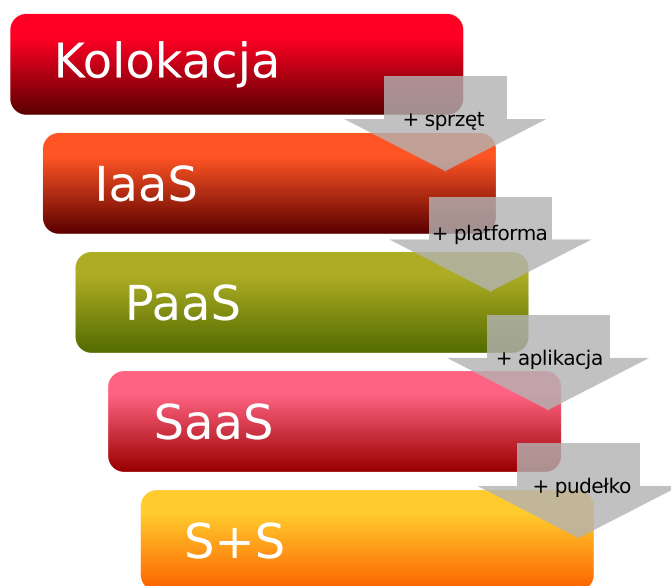 Kolokacja
+ sprzęt
IaaS
+ platforma
PaaS
+ aplikacja
SaaS
+ pudełko
S+S